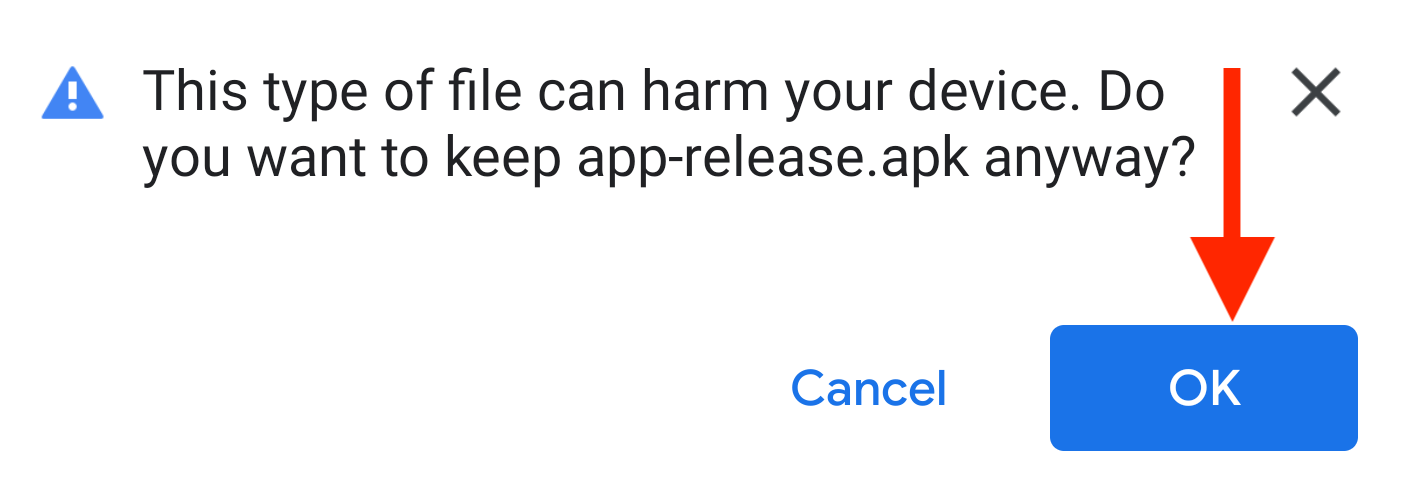 This type of file can harm your device. Do
you want to keep app-release.apk anyway?
Cancel
OK